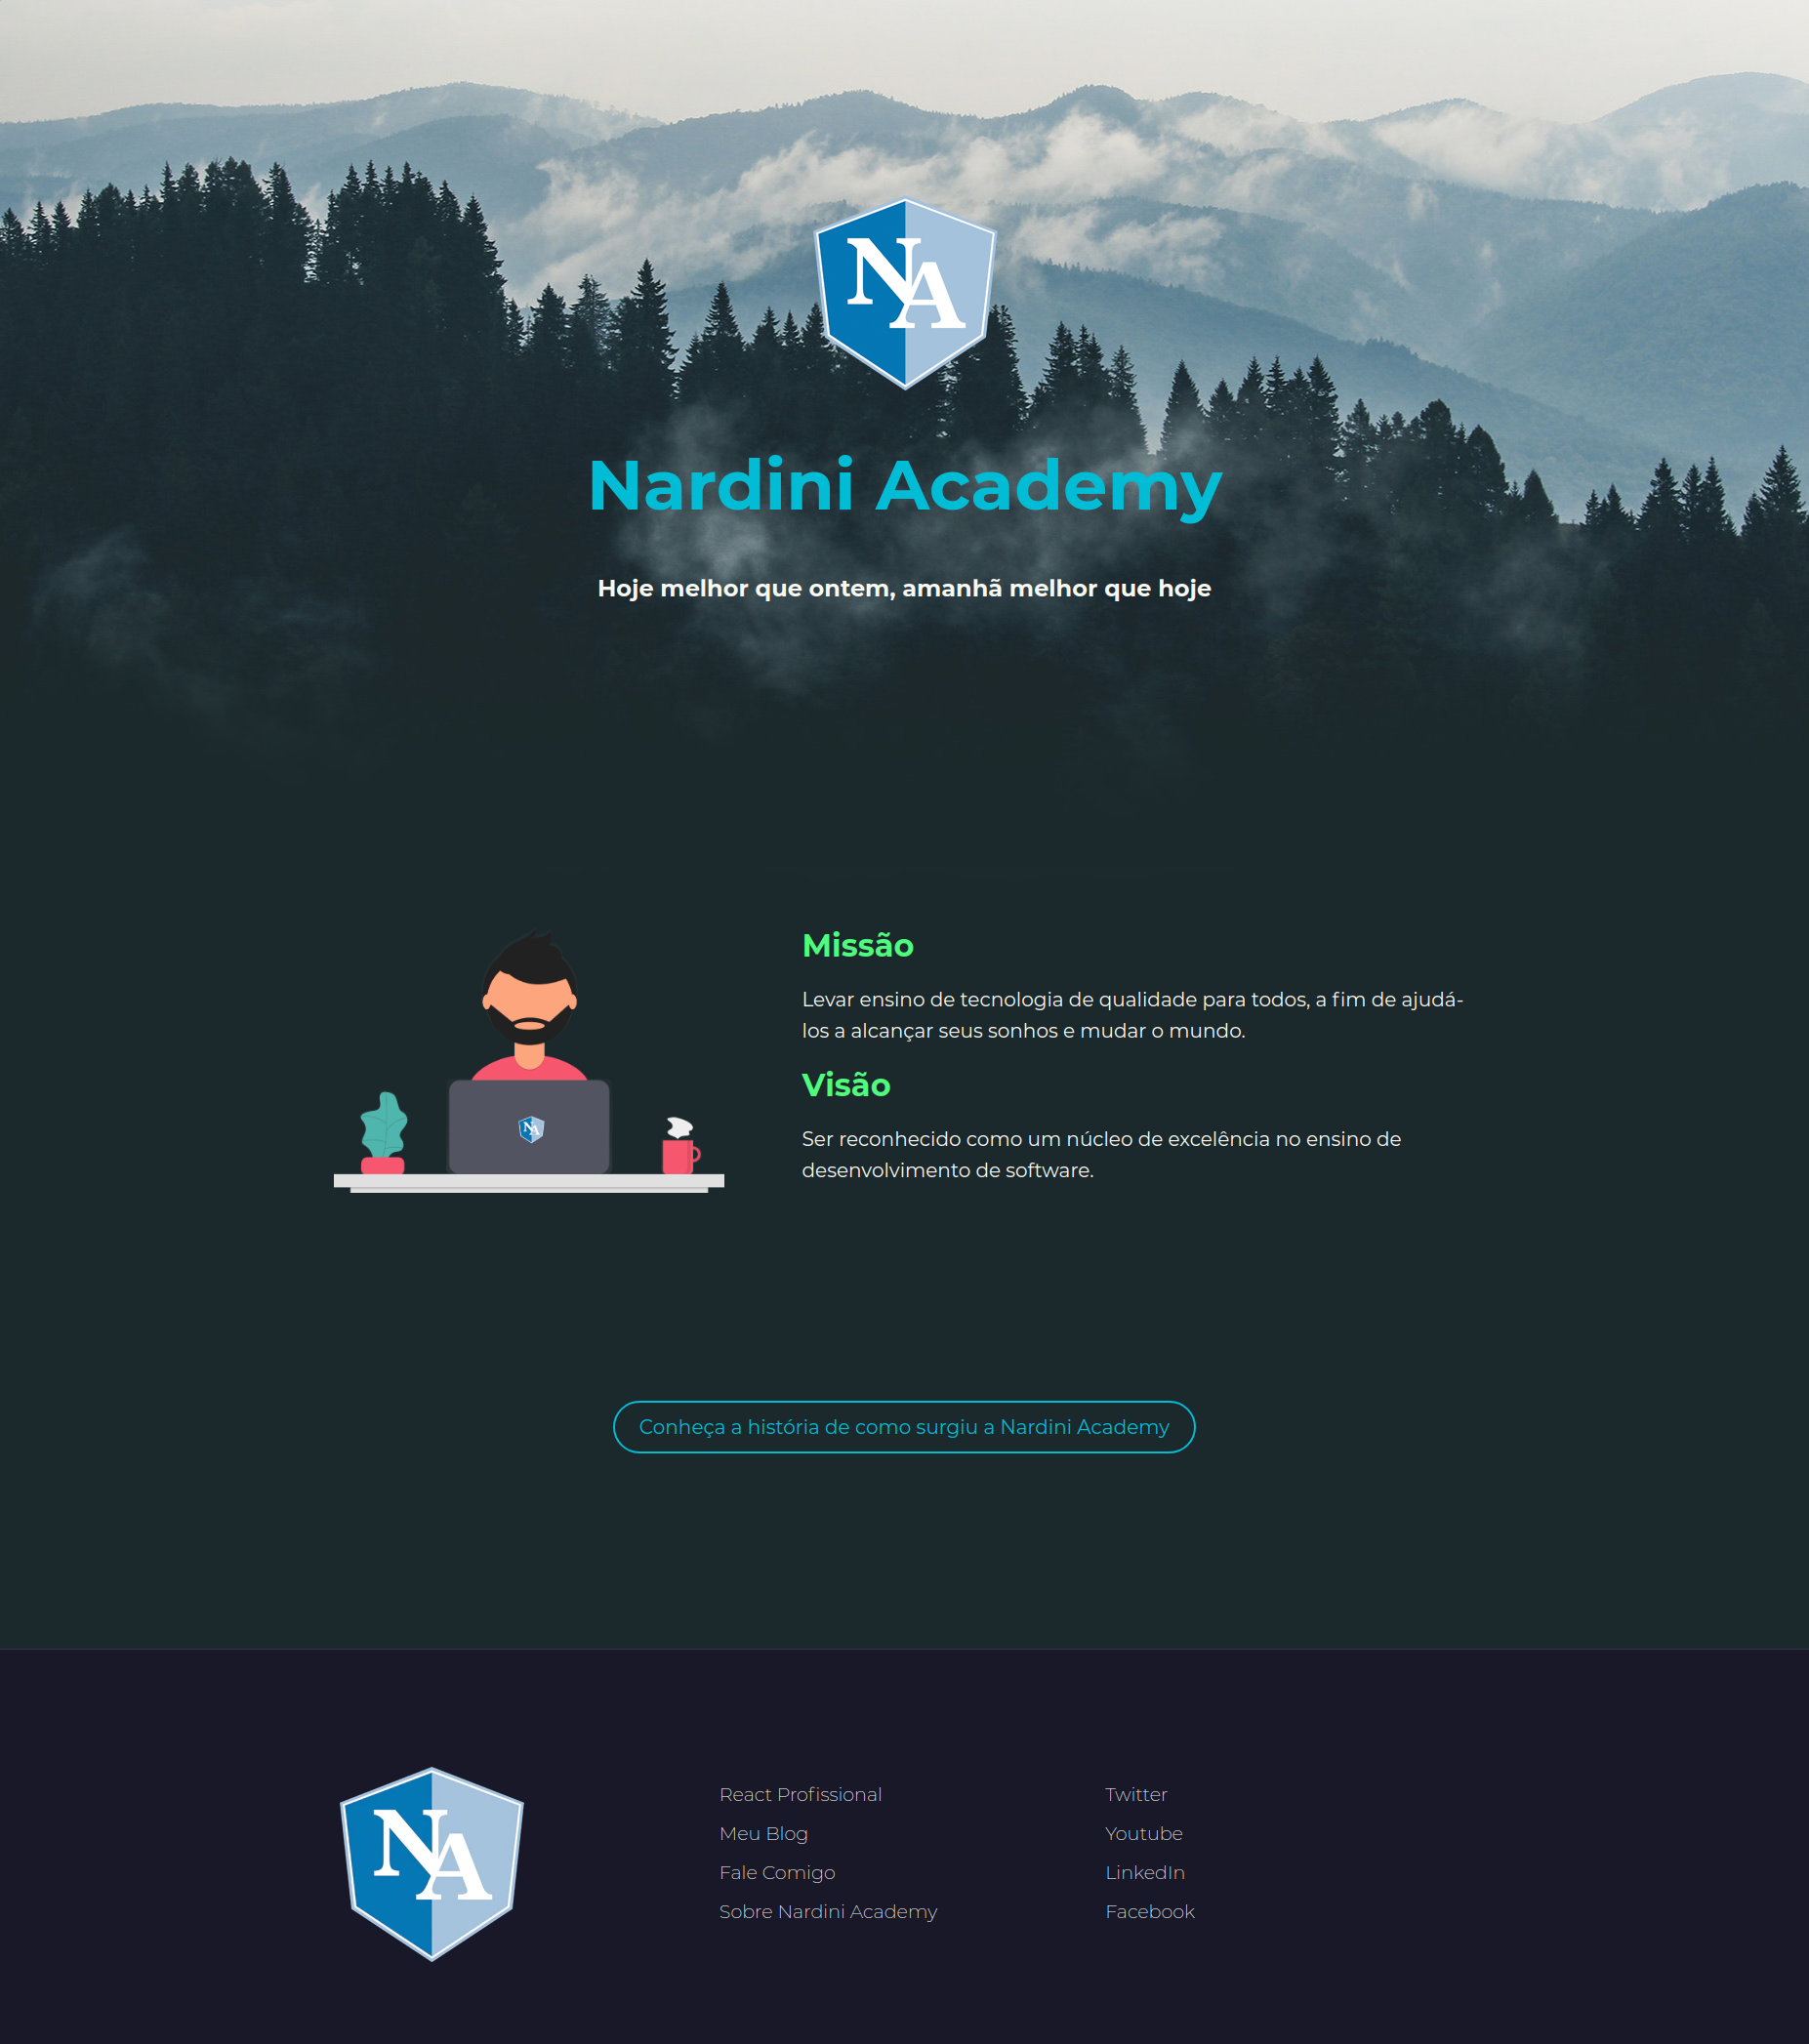 NA
Nardini Academy
Hoje melhor que ontem, amanhã melhor que hoje
Missão
Levar ensino de tecnologia de qualidade para todos, a fim de ajudá-
los a alcançar seus sonhos e mudar o mundo.
Visão
Ser reconhecido como um núcleo de excelência no ensino de
desenvolvimento de software.
NA
Conheça a história de como surgiu a Nardini Academy
NA
React Profissional
Meu Blog
Fale Comigo
Sobre Nardini Academy
Twitter
Youtube
LinkedIn
Facebook